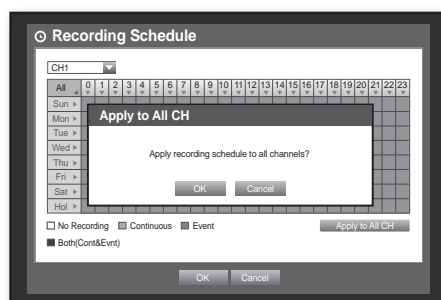 Recording Schedule
CH1
All 0 1 2 3 4 5 6 7 8 9 10 11 12 13 14 15 16 17 18 19 20 21 22 23
Sun
Mon
Tue
Wed
Thu
Fri
Sat
Hol
Apply to All CH
Apply recording schedule to all channels?
OK Cancel
No Recording Continuous Event Apply to All CH
Both(Cont&Evnt)
OK Cancel